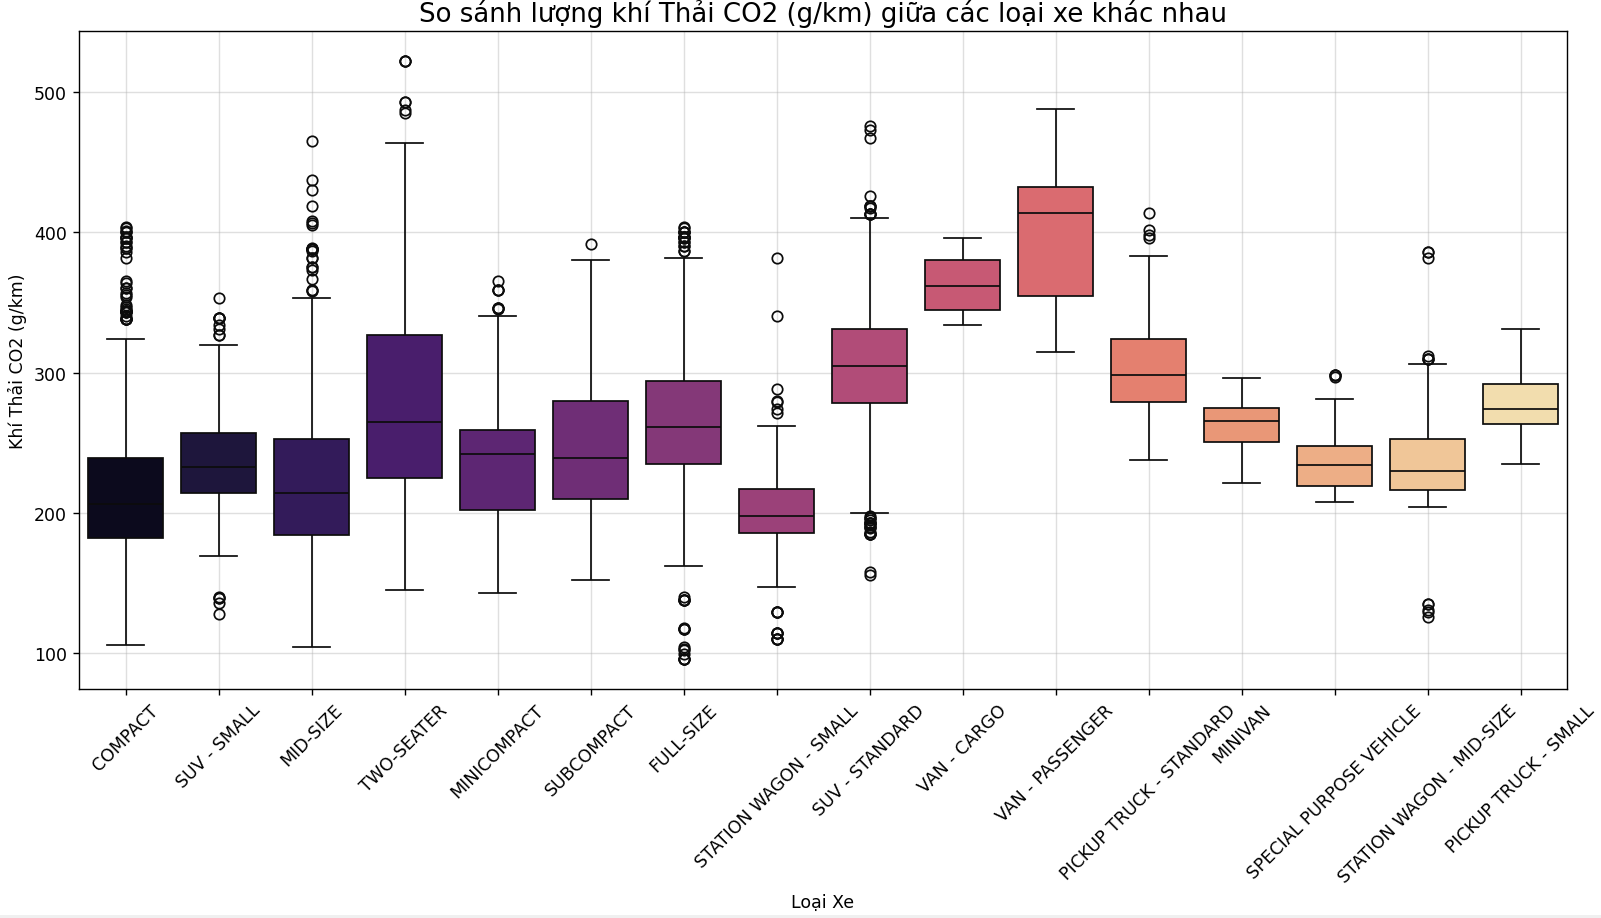 So sánh lượng khí Thải CO2 (g/km) giữa các loại xe khác nhau
Khí Thải CO2 (g/km)
500
400
300
200
100
COMPACT
SUV - SMALL
MID-SIZE
TWO-SEATER
MINICOMPACT
SUBCOMPACT
FULL-SIZE
STATION WAGON - SMALL
SUV - STANDARD
VAN - CARGO
VAN - PASSENGER
PICKUP TRUCK - STANDARD
MINIVAN
SPECIAL PURPOSE VEHICLE
STATION WAGON - MID-SIZE
PICKUP TRUCK - SMALL
Loại Xe